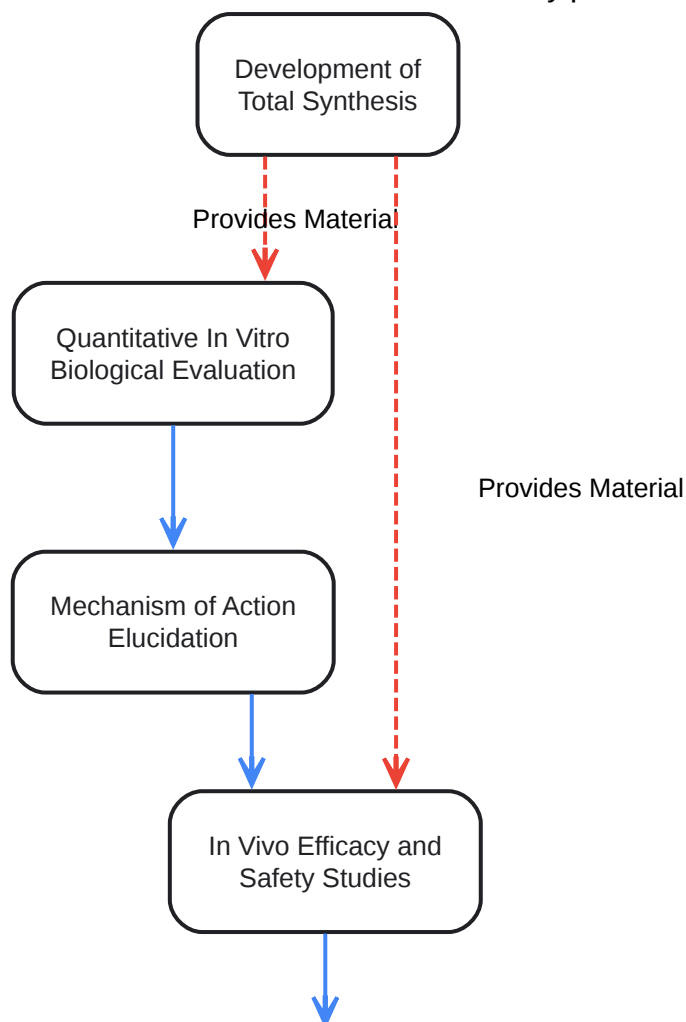 Development of
Total Synthesis
Provides Material
Quantitative In Vitro
Biological Evaluation
Provides Material
Mechanism of Action
Elucidation
In Vivo Efficacy and
Safety Studies